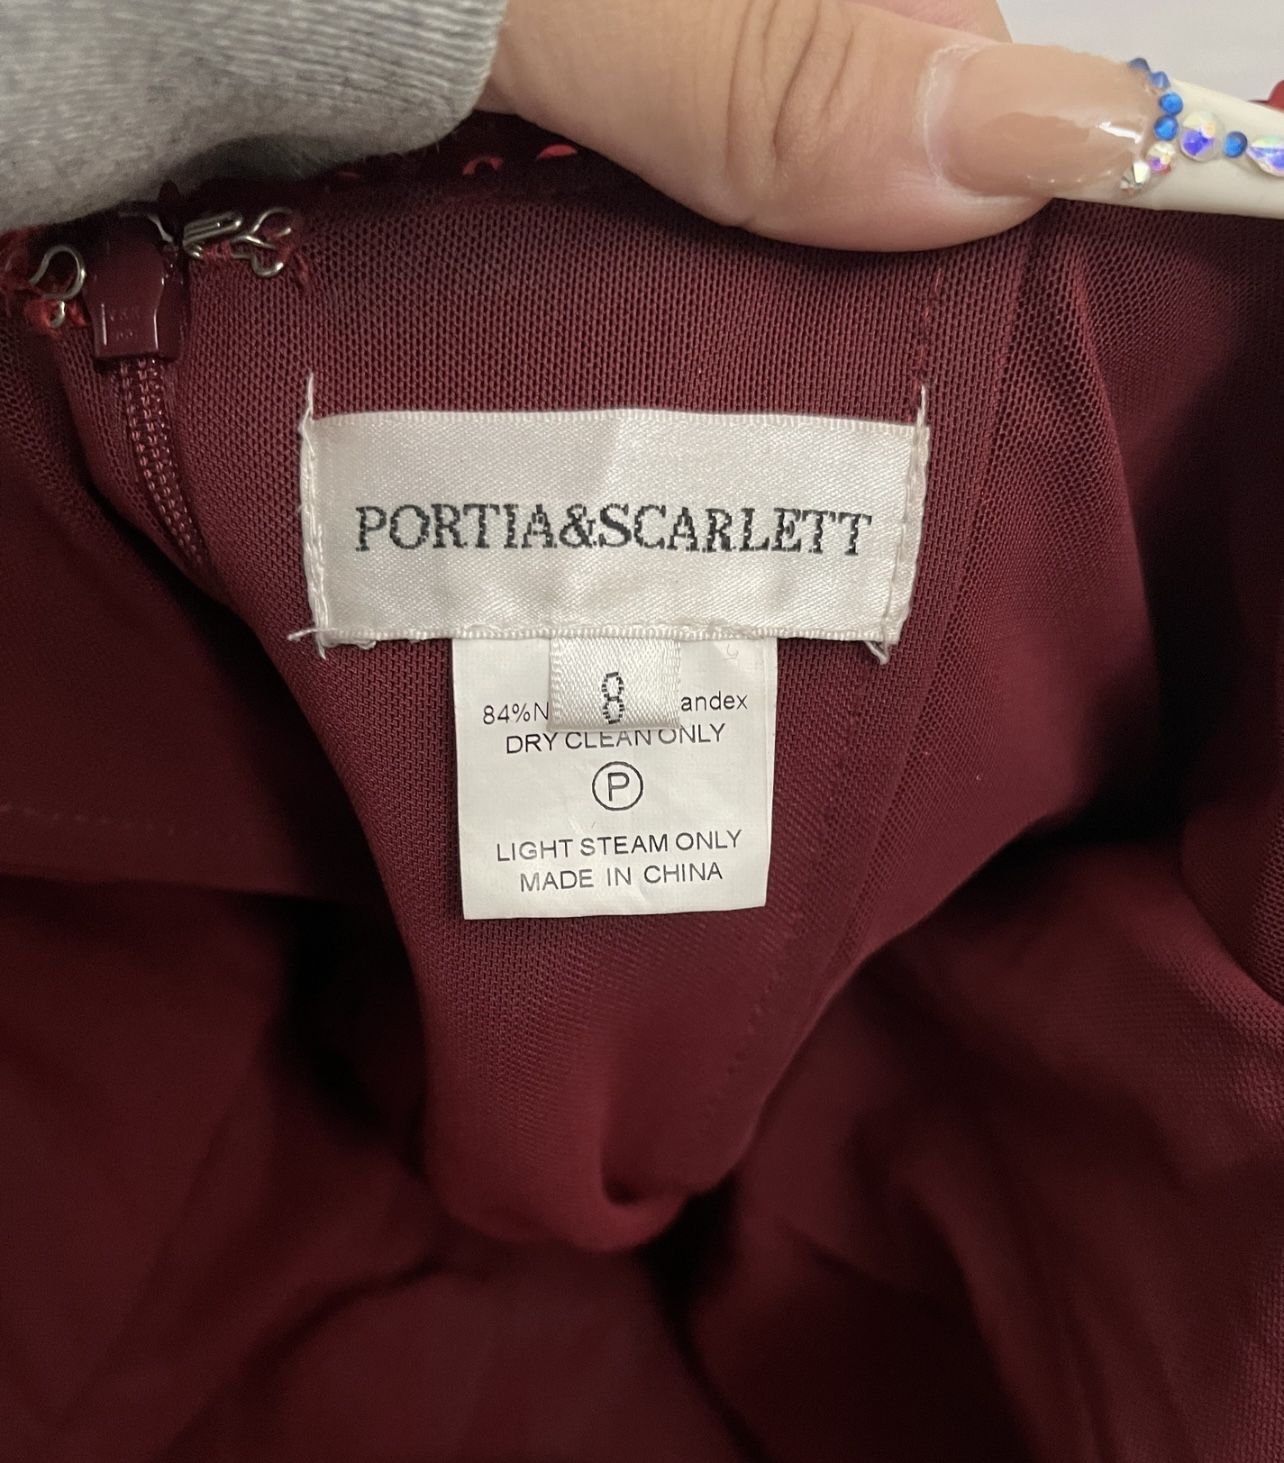 PORTIA&SCARLETT
8
84%N andex
DRY CLEAN ONLY
P
LIGHT STEAM ONLY
MADE IN CHINA